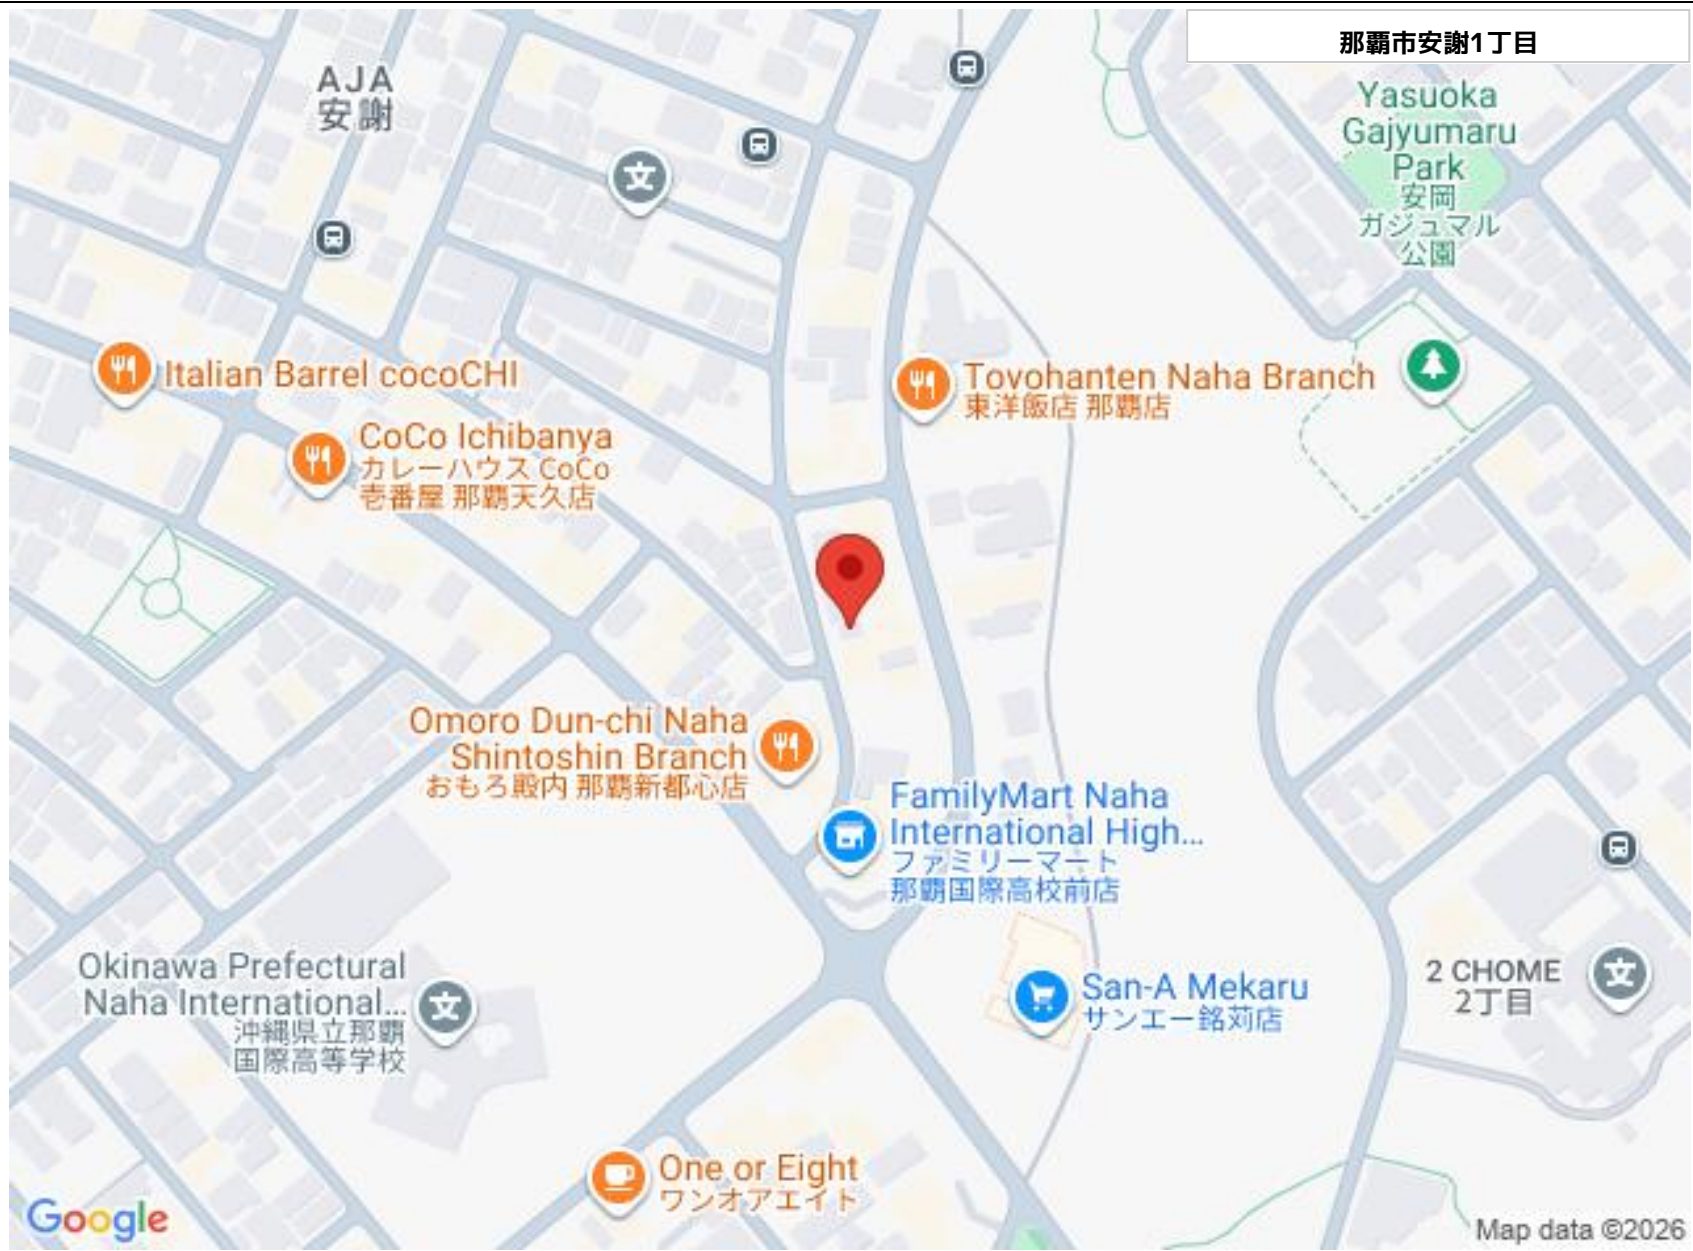 那覇市安謝1丁目
AJA
安謝
Yasuoka
Gajyumaru
Park
安岡
ガジュマル
公園
文
Italian Barrel cocoCHI
CoCo Ichibanya
カレーハウス CoCo
壱番屋 那覇天久店
Tovohanten Naha Branch
東洋飯店 那覇店
Omoro Dun-chi Naha
Shintoshin Branch
おもろ殿内 那覇新都心店
FamilyMart Naha
International High...
ファミリーマート
那覇国際高校前店
Okinawa Prefectural
Naha International...
沖縄県立那覇
国際高等学校
文
San-A Mekaru
サンエー銘苅店
2 CHOME
2丁目
文
One or Eight
ワンオアエイト
Google
Map data ©2026